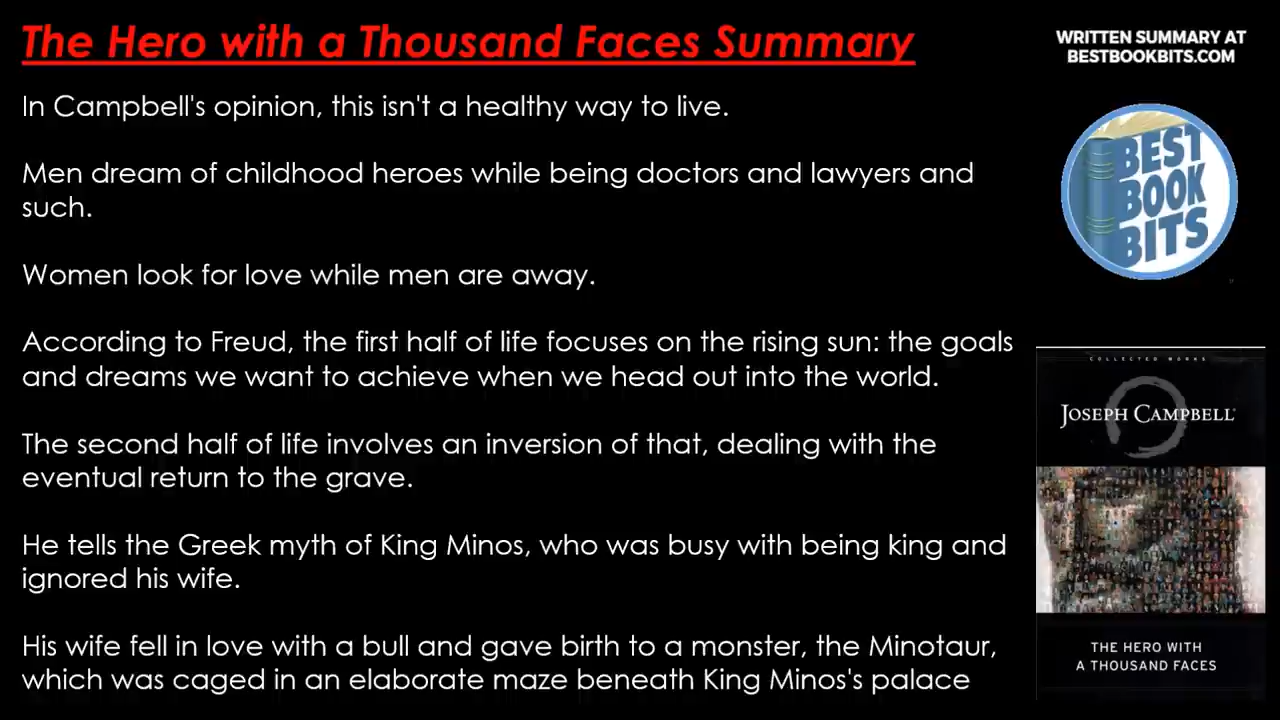 The Hero with a Thousand Faces Summary
WRITTEN SUMMARY AT
BESTBOOKBITS.COM
In Campbell's opinion, this isn't a healthy way to live.
Men dream of childhood heroes while being doctors and lawyers and
such.
Women look for love while men are away.
According to Freud, the first half of life focuses on the rising sun: the goals
and dreams we want to achieve when we head out into the world.
The second half of life involves an inversion of that, dealing with the
eventual return to the grave.
He tells the Greek myth of King Minos, who was busy with being king and
ignored his wife.
His wife fell in love with a bull and gave birth to a monster, the Minotaur,
which was caged in an elaborate maze beneath King Minos's palace
BEST
BOOK
BITS
COLLECTED WORKS
JOSEPH CAMPBELL
THE HERO WITH
A THOUSAND FACES